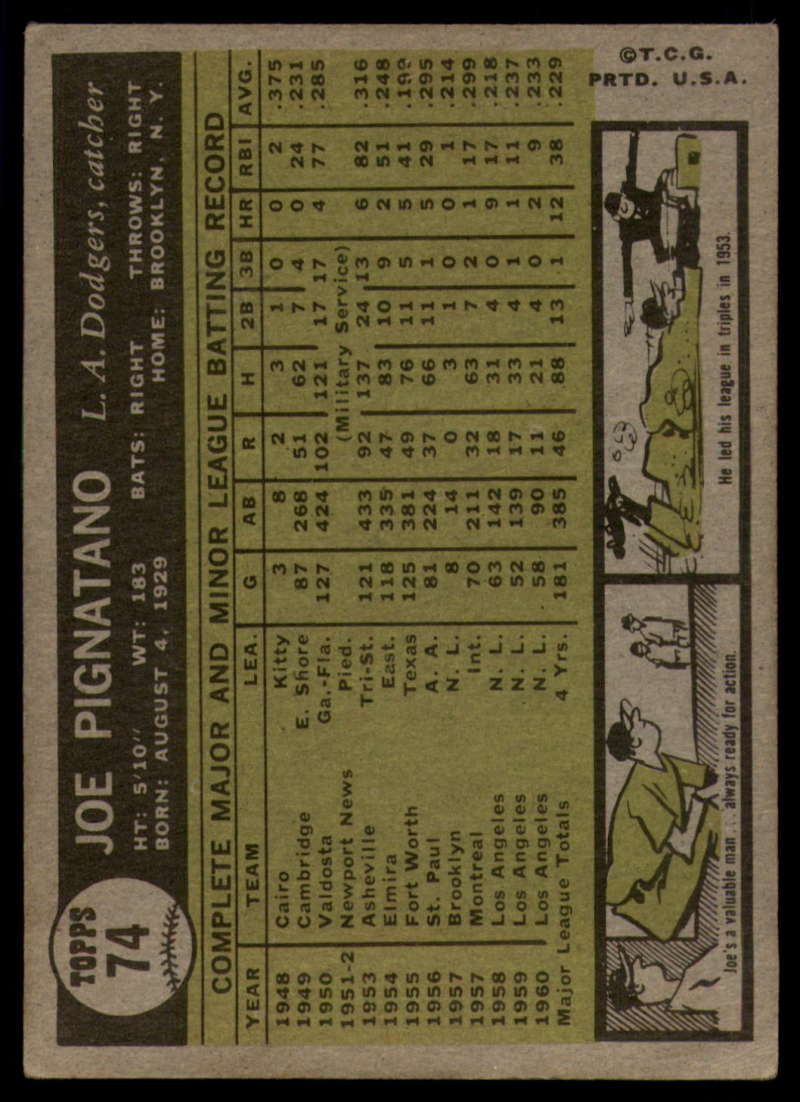 TOPPS
74
JOE PIGNATANO L. A. Dodgers, catcher
HT: 5'10" WT: 183 BATS: RIGHT THROWS: RIGHT
BORN: AUGUST 4, 1929 HOME: BROOKLYN, N. Y.
COMPLETE MAJOR AND MINOR LEAGUE BATTING RECORD
YEAR TEAM LEA. G AB R H 2B 3B HR RBI AVG.
1948 Cairo Kitty 3 8 2 3 1 0 0 2 .375
1949 Cambridge E. Shore 87 268 51 62 7 4 0 24 .231
1950 Valdosta Ga.-Fla. 127 424 102 121 17 17 4 77 .285
1951-2 Newport News Pied. (Military Service)
1953 Asheville Tri-St. 121 433 92 137 24 13 6 82 .316
1954 Elmira East. 118 335 47 83 10 9 2 51 .248
1955 Fort Worth Texas 125 381 49 76 11 5 5 41 .199
1956 St. Paul A. A. 81 224 37 66 11 1 5 29 .295
1957 Brooklyn N. L. 8 14 0 3 1 0 0 1 .214
1957 Montreal Int. 70 211 32 63 7 2 1 17 .299
1958 Los Angeles N. L. 63 142 18 31 4 0 9 17 .218
1959 Los Angeles N. L. 52 139 17 33 4 1 1 11 .237
1960 Los Angeles N. L. 58 90 11 21 4 0 2 9 .233
Major League Totals 4 Yrs. 181 385 46 88 13 1 12 38 .229
Joe's a valuable man ... always ready for action.
He led his league in triples in 1953.
©T.C.G.
PRTD. U.S.A.